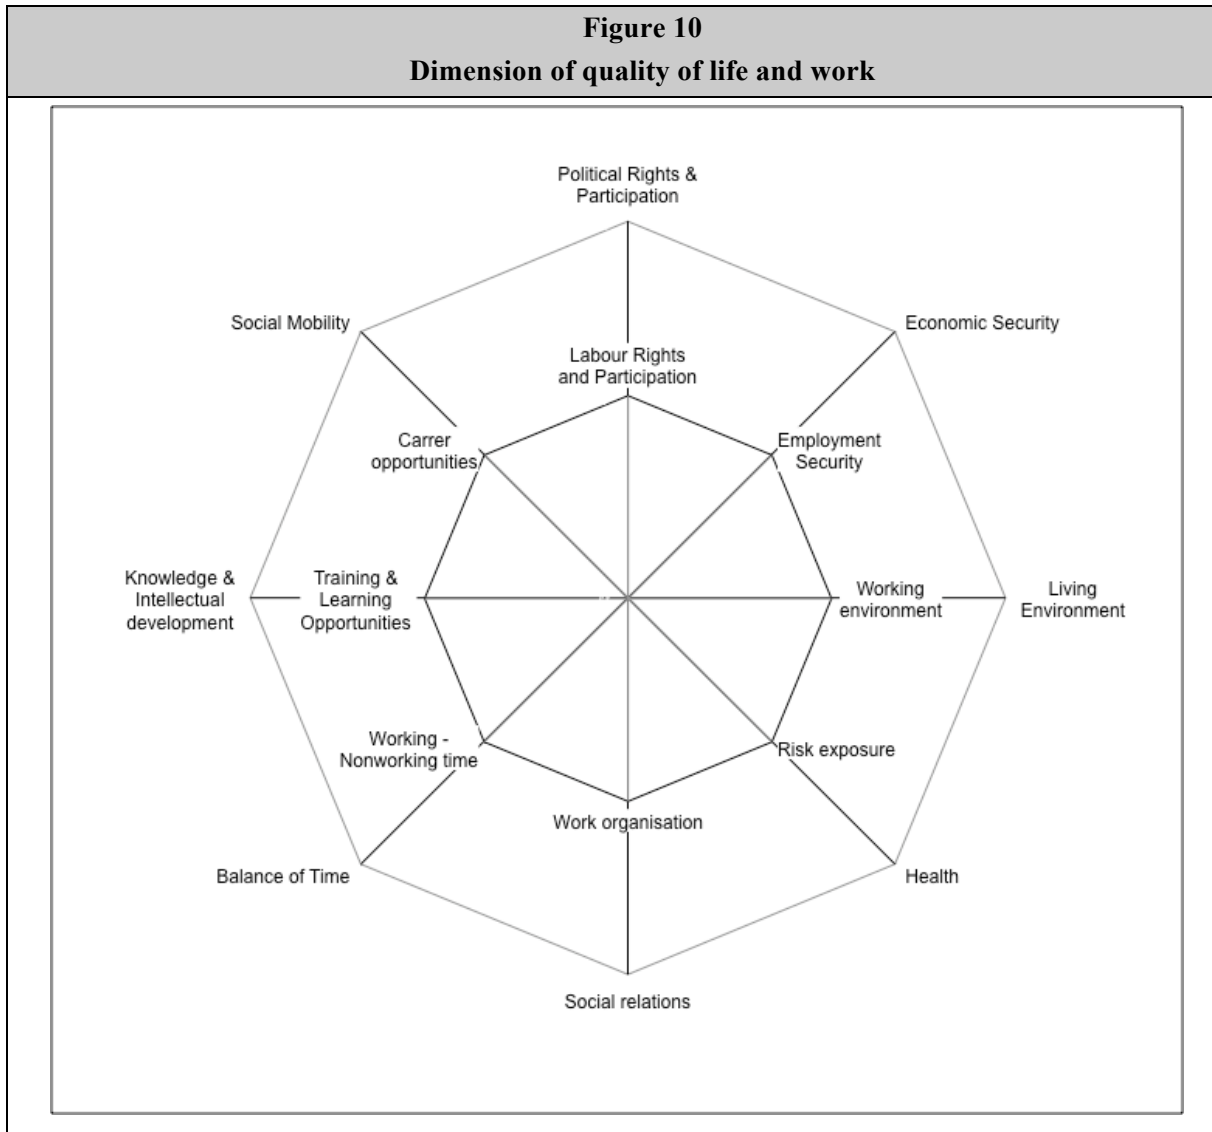 Figure 10
Dimension of quality of life and work
Political Rights &
Participation
Social Mobility
Economic Security
Labour Rights
and Participation
Carrer
opportunities
Employment
Security
Knowledge &
Intellectual
development
Training &
Learning
Opportunities
Working
environment
Living
Environment
Working -
Nonworking time
Risk exposure
Work organisation
Balance of Time
Health
Social relations